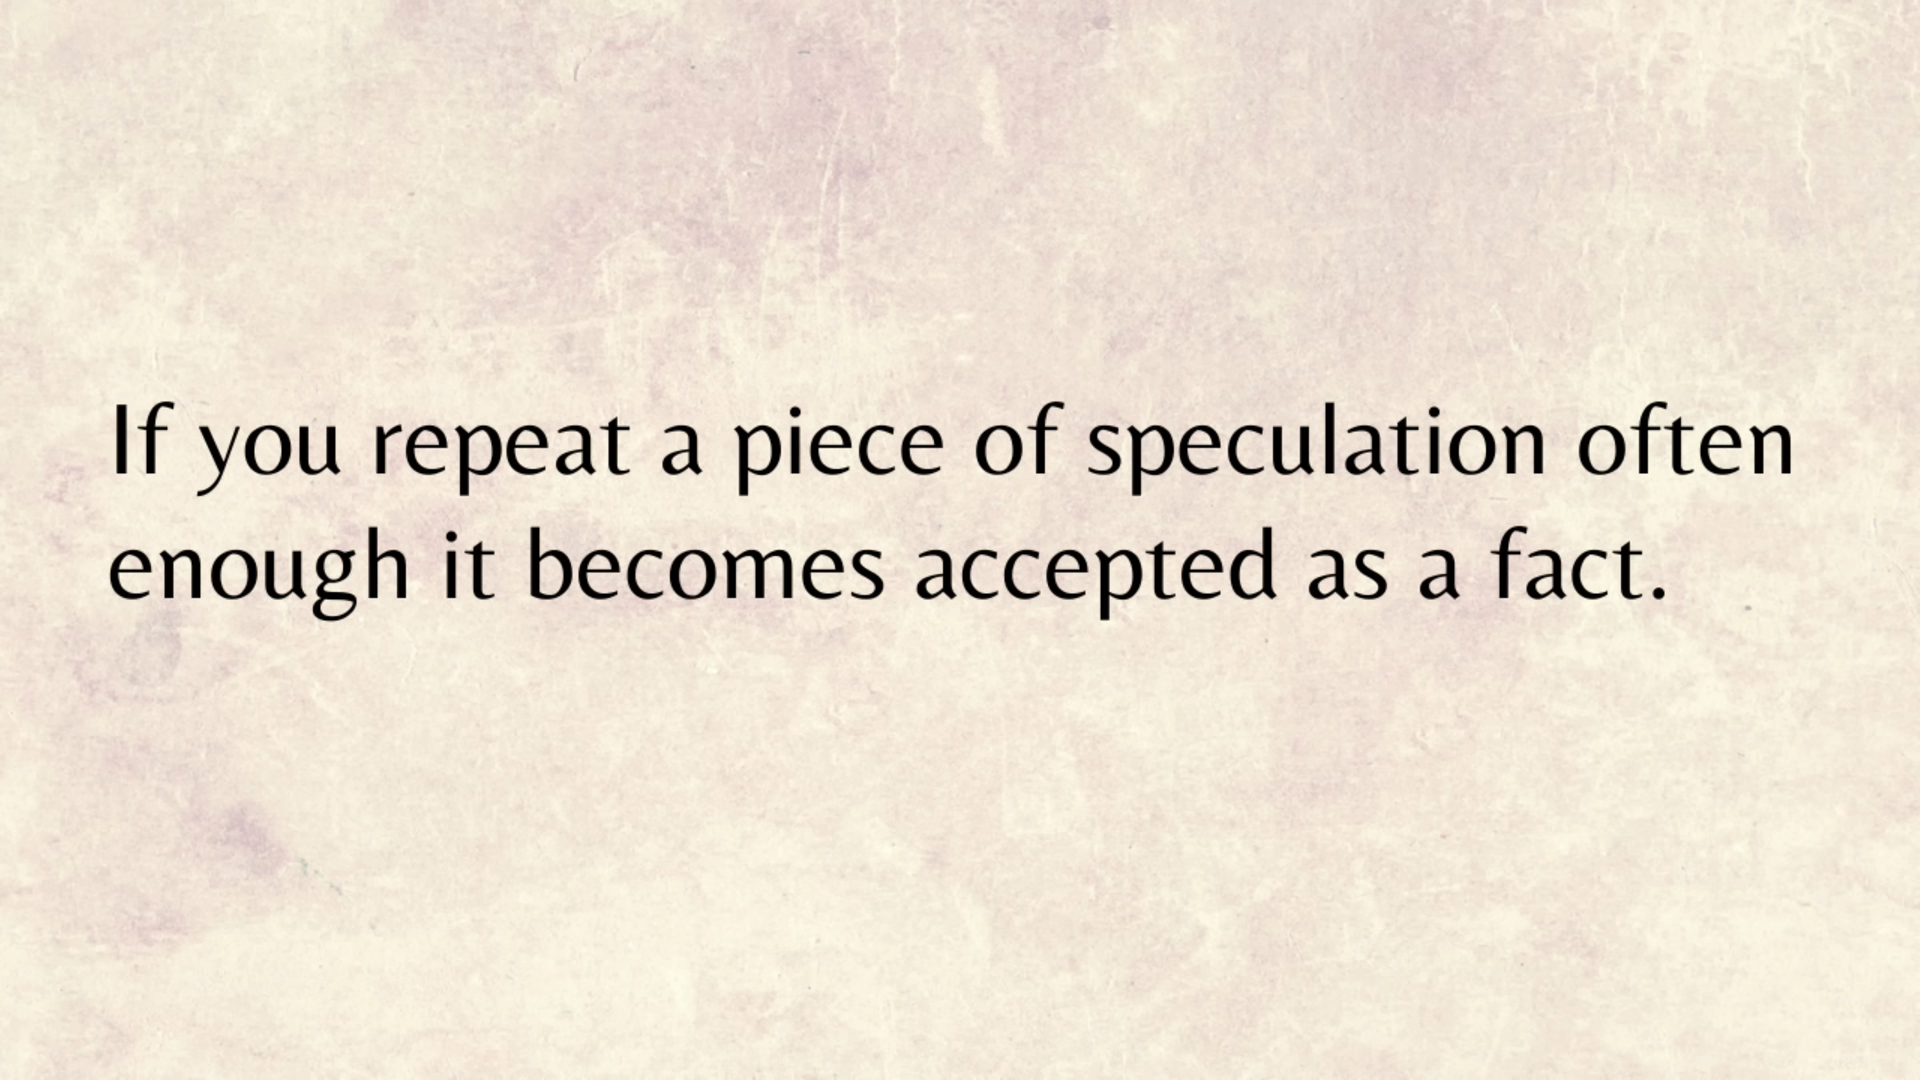 If you repeat a piece of speculation often
enough it becomes accepted as a fact.